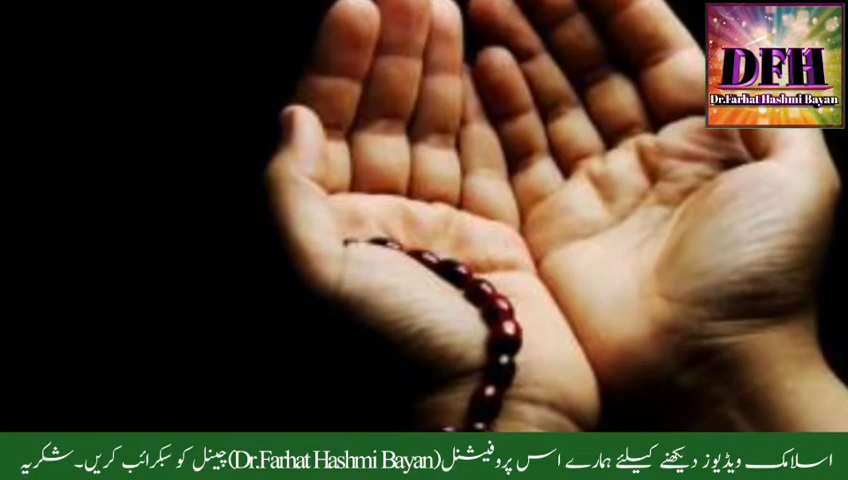 DFH
Dr.Farhat Hashmi Bayan
اسلامک ویڈیوز دیکھنے کیلئے ہمارے اس پروفیشنل(Dr.Farhat Hashmi Bayan)چینل کو سبکرائب کریں۔شکریہ